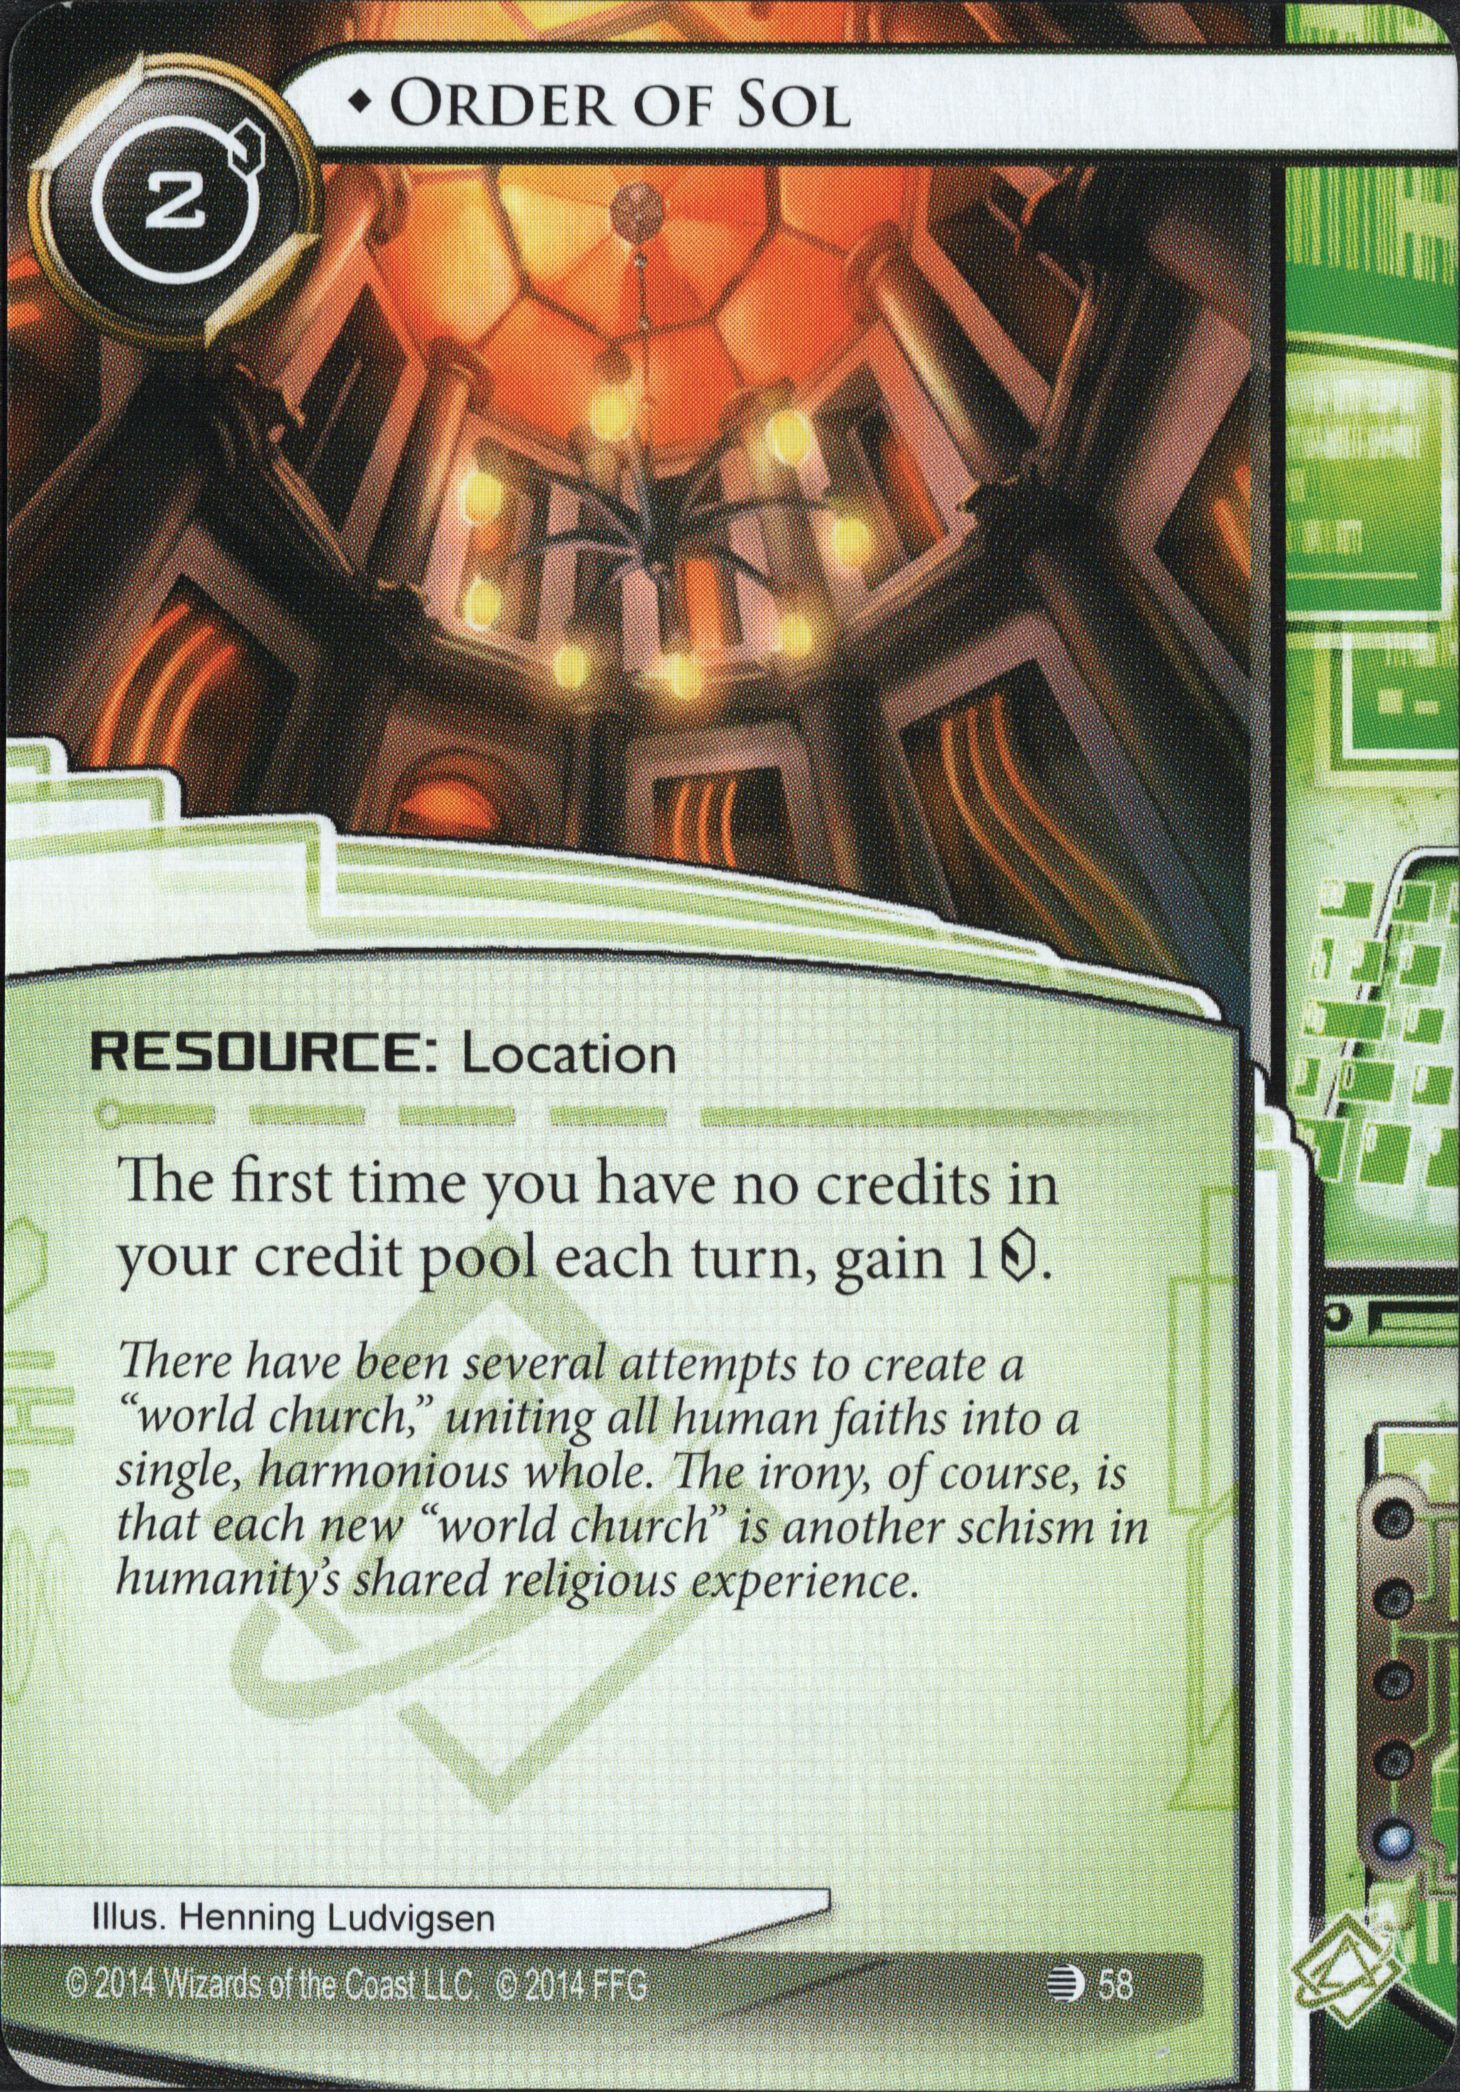 2
◆ ORDER OF SOL
RESOURCE: Location
The first time you have no credits in
your credit pool each turn, gain 1.
There have been several attempts to create a
“world church,” uniting all human faiths into a
single, harmonious whole. The irony, of course, is
that each new “world church” is another schism in
humanity’s shared religious experience.
Illus. Henning Ludvigsen
© 2014 Wizards of the Coast LLC. © 2014 FFG
58